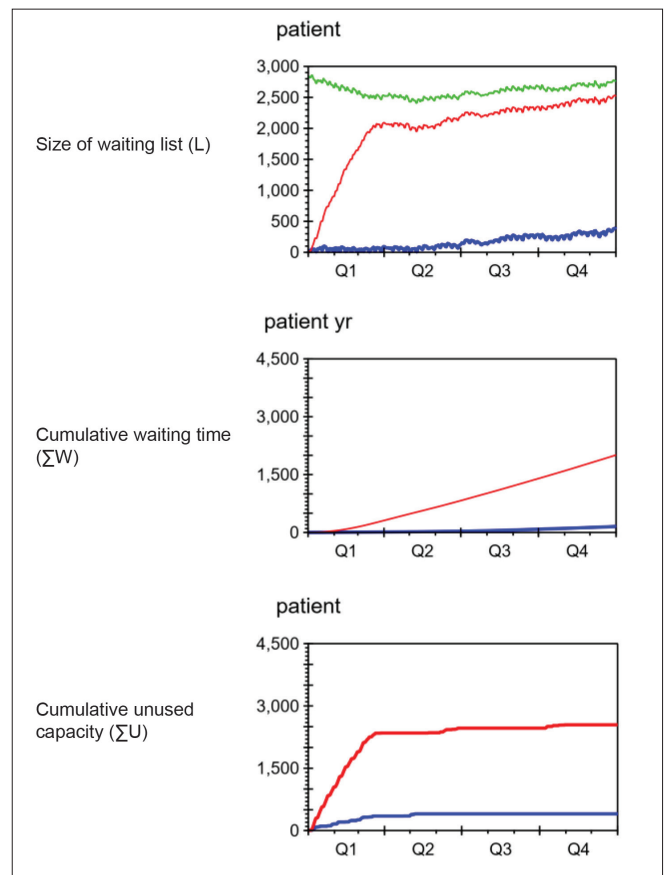 patient
Size of waiting list (L)
3,000
2,500
2,000
1,500
1,000
500
0
Q1 Q2 Q3 Q4
patient yr
Cumulative waiting time
(∑W)
4,500
3,000
1,500
0
Q1 Q2 Q3 Q4
patient
Cumulative unused
capacity (∑U)
4,500
3,000
1,500
0
Q1 Q2 Q3 Q4